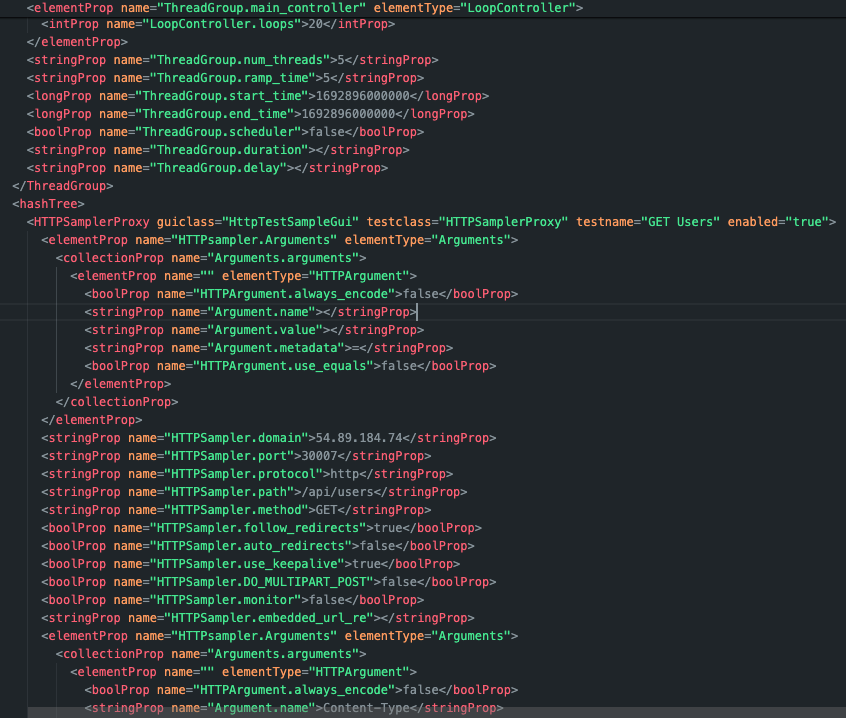 <elementProp name="ThreadGroup.main_controller" elementType="LoopController">
<intProp name="LoopController.loops">20</intProp>
</elementProp>
<stringProp name="ThreadGroup.num_threads">5</stringProp>
<stringProp name="ThreadGroup.ramp_time">5</stringProp>
<longProp name="ThreadGroup.start_time">1692896000000</longProp>
<longProp name="ThreadGroup.end_time">1692896000000</longProp>
<boolProp name="ThreadGroup.scheduler">false</boolProp>
<stringProp name="ThreadGroup.duration"></stringProp>
<stringProp name="ThreadGroup.delay"></stringProp>
</ThreadGroup>
<hashTree>
<HTTPSamplerProxy guiclass="HttpTestSampleGui" testclass="HTTPSamplerProxy" testname="GET Users" enabled="true">
<elementProp name="HTTPsampler.Arguments" elementType="Arguments">
<collectionProp name="Arguments.arguments">
<elementProp name="" elementType="HTTPArgument">
<boolProp name="HTTPArgument.always_encode">false</boolProp>
<stringProp name="Argument.name"></stringProp>
<stringProp name="Argument.value"></stringProp>
<stringProp name="Argument.metadata">=</stringProp>
<boolProp name="HTTPArgument.use_equals">false</boolProp>
</elementProp>
</collectionProp>
</elementProp>
<stringProp name="HTTPSampler.domain">54.89.184.74</stringProp>
<stringProp name="HTTPSampler.port">30007</stringProp>
<stringProp name="HTTPSampler.protocol">http</stringProp>
<stringProp name="HTTPSampler.path">/api/users</stringProp>
<stringProp name="HTTPSampler.method">GET</stringProp>
<boolProp name="HTTPSampler.follow_redirects">true</boolProp>
<boolProp name="HTTPSampler.auto_redirects">false</boolProp>
<boolProp name="HTTPSampler.use_keepalive">true</boolProp>
<boolProp name="HTTPSampler.DO_MULTIPART_POST">false</boolProp>
<boolProp name="HTTPSampler.monitor">false</boolProp>
<stringProp name="HTTPSampler.embedded_url_re"></stringProp>
<elementProp name="HTTPsampler.Arguments" elementType="Arguments">
<collectionProp name="Arguments.arguments">
<elementProp name="" elementType="HTTPArgument">
<boolProp name="HTTPArgument.always_encode">false</boolProp>
<stringProp name="Argument.name">Content-Type</stringProp>